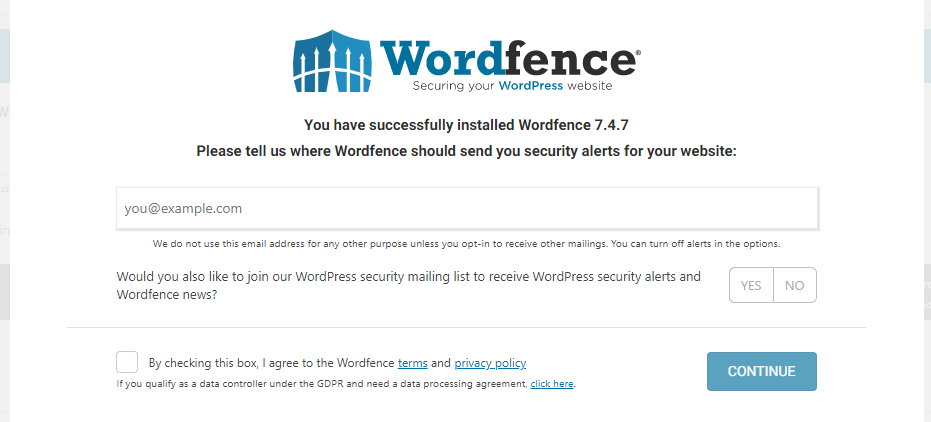 Wordfence®
Securing your WordPress website
You have successfully installed Wordfence 7.4.7
Please tell us where Wordfence should send you security alerts for your website:
you@example.com
We do not use this email address for any other purpose unless you opt-in to receive other mailings. You can turn off alerts in the options.
Would you also like to join our WordPress security mailing list to receive WordPress security alerts and
Wordfence news?
YES NO
By checking this box, I agree to the Wordfence terms and privacy policy
If you qualify as a data controller under the GDPR and need a data processing agreement, click here.
CONTINUE